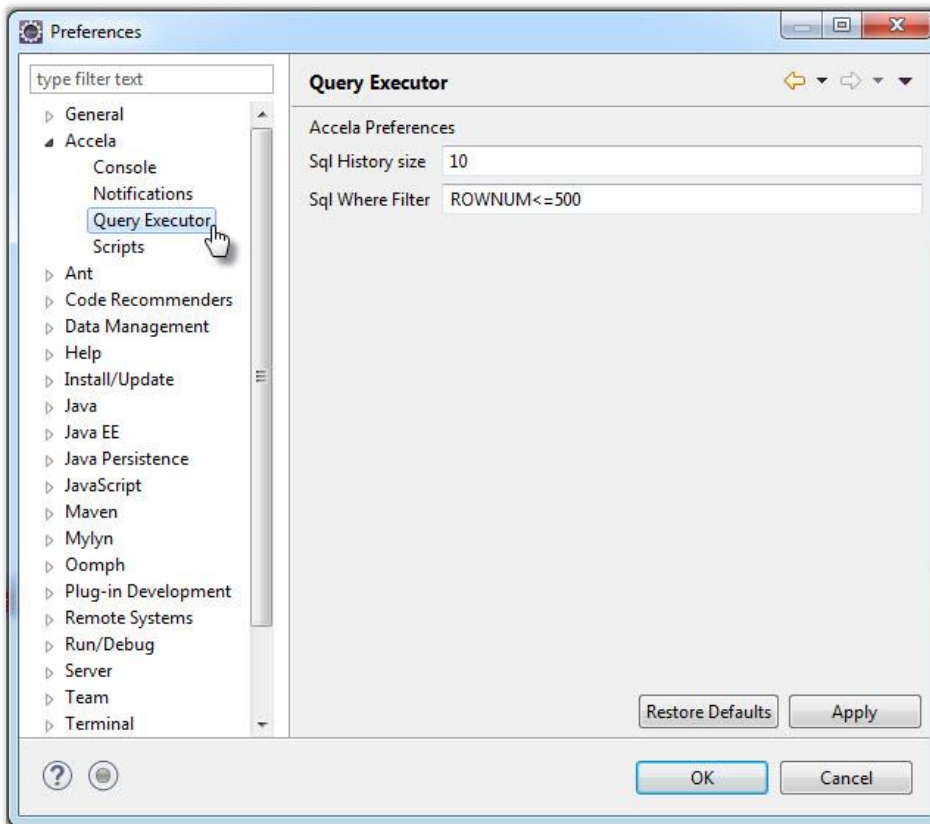 Preferences
type filter text
General
Accela
Console
Notifications
Query Executor
Scripts
Ant
Code Recommenders
Data Management
Help
Install/Update
Java
Java EE
Java Persistence
JavaScript
Maven
Mylyn
Oomph
Plug-in Development
Remote Systems
Run/Debug
Server
Team
Terminal
Query Executor
Accela Preferences
Sql History size 10
Sql Where Filter ROWNUM<=500
Restore Defaults Apply
? OK Cancel